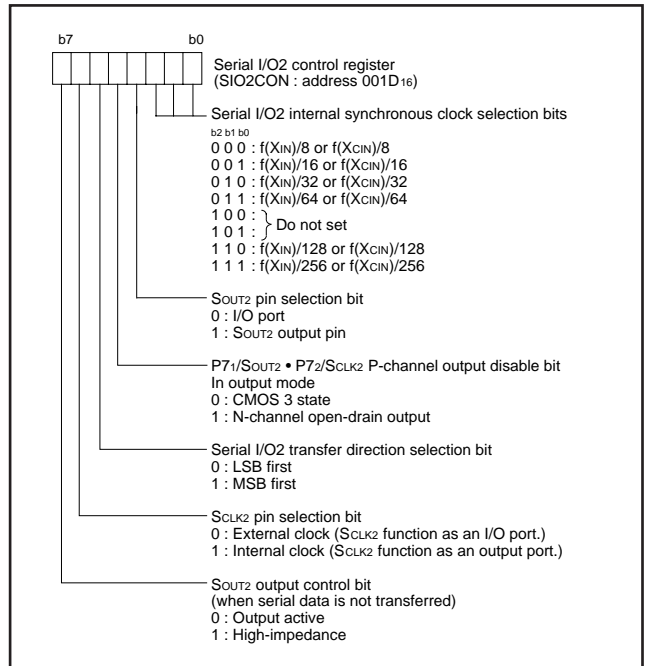 b7 b0
Serial I/O2 control register
(SIO2CON : address 001D16)
Serial I/O2 internal synchronous clock selection bits
b2 b1 b0
0 0 0 : f(XIN)/8 or f(XCIN)/8
0 0 1 : f(XIN)/16 or f(XCIN)/16
0 1 0 : f(XIN)/32 or f(XCIN)/32
0 1 1 : f(XIN)/64 or f(XCIN)/64
1 0 0 :
1 0 1 :
Do not set
1 1 0 : f(XIN)/128 or f(XCIN)/128
1 1 1 : f(XIN)/256 or f(XCIN)/256
SOUT2 pin selection bit
0 : I/O port
1 : SOUT2 output pin
P71/SOUT2 • P72/SCLK2 P-channel output disable bit
In output mode
0 : CMOS 3 state
1 : N-channel open-drain output
Serial I/O2 transfer direction selection bit
0 : LSB first
1 : MSB first
SCLK2 pin selection bit
0 : External clock (SCLK2 function as an I/O port.)
1 : Internal clock (SCLK2 function as an output port.)
SOUT2 output control bit
(when serial data is not transferred)
0 : Output active
1 : High-impedance